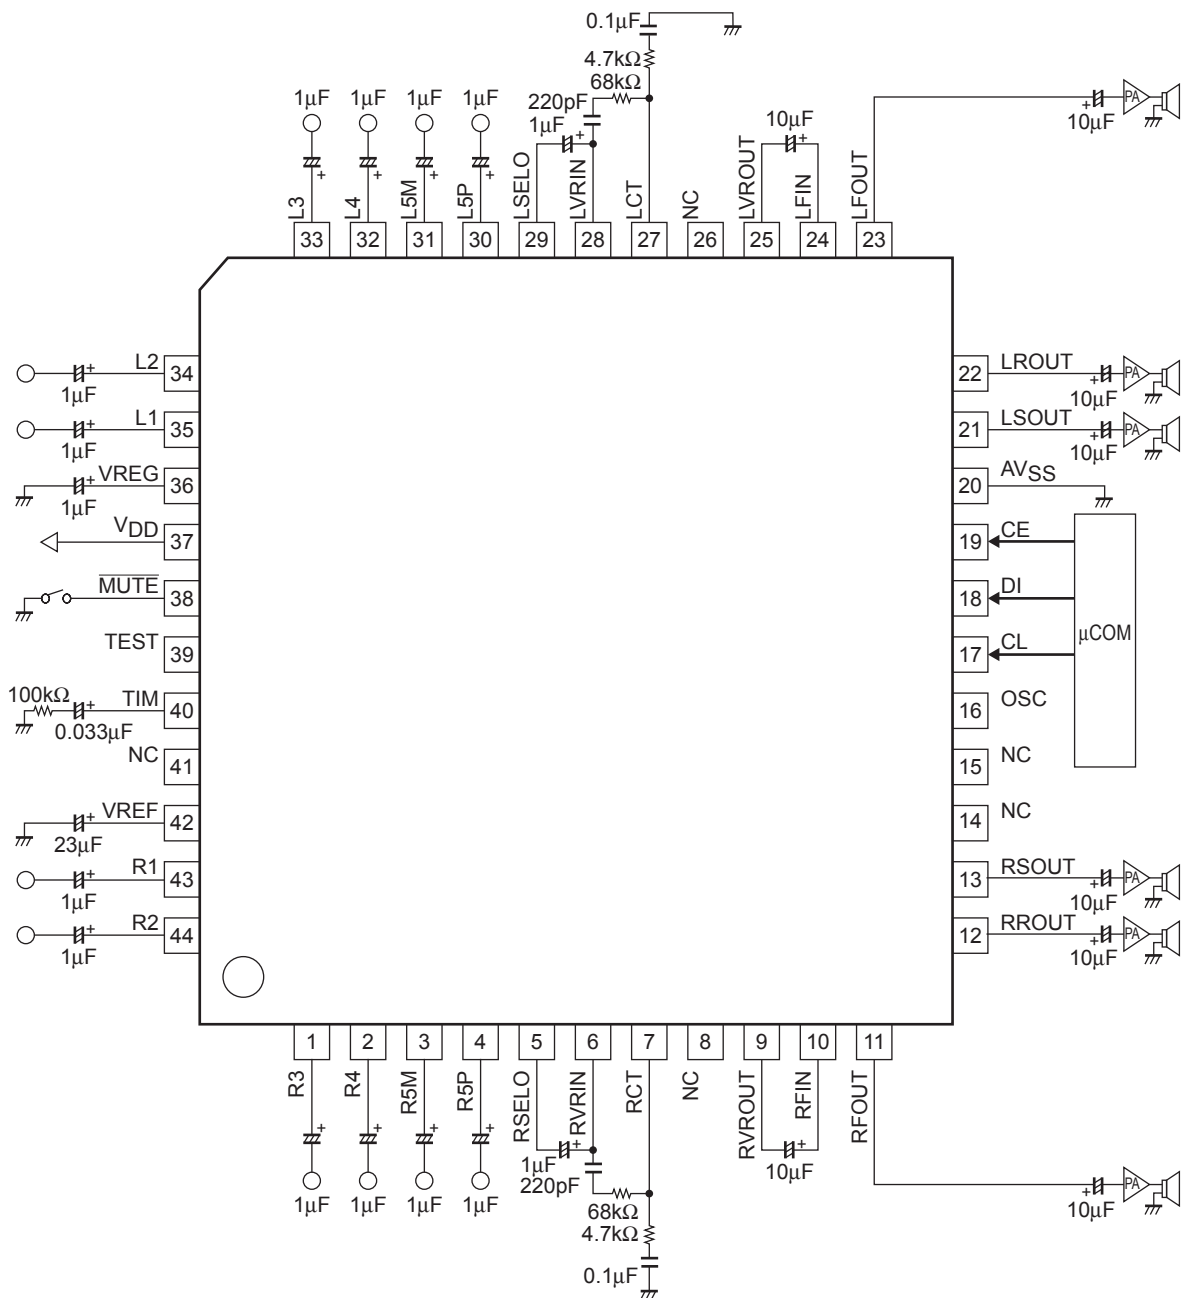 0.1μF
4.7kΩ
68kΩ
1μF 1μF 1μF 1μF
220pF
1μF
10μF
10μF
PA
L3
L4
L5M
L5P
LSELO
LVRIN
LCT
NC
LVROUT
LFIN
LFOUT
33 32 31 30 29 28 27 26 25 24 23
L2
34
1μF
22
LROUT
PA
10μF
L1
35
1μF
21
LSOUT
PA
10μF
VREG
36
1μF
20
AVSS
VDD
37
19
CE
MUTE
38
18
DI
μCOM
TEST
39
17
CL
100kΩ
TIM
40
0.033μF
16
OSC
NC
41
15
NC
VREF
42
23μF
14
NC
R1
43
1μF
13
RSOUT
PA
10μF
R2
44
1μF
12
RROUT
PA
10μF
1 2 3 4 5 6 7 8 9 10 11
R3
R4
R5M
R5P
RSELO
RVRIN
RCT
NC
RVROUT
RFIN
RFOUT
1μF
220pF
10μF
1μF 1μF 1μF 1μF
68kΩ
4.7kΩ
0.1μF
PA
10μF